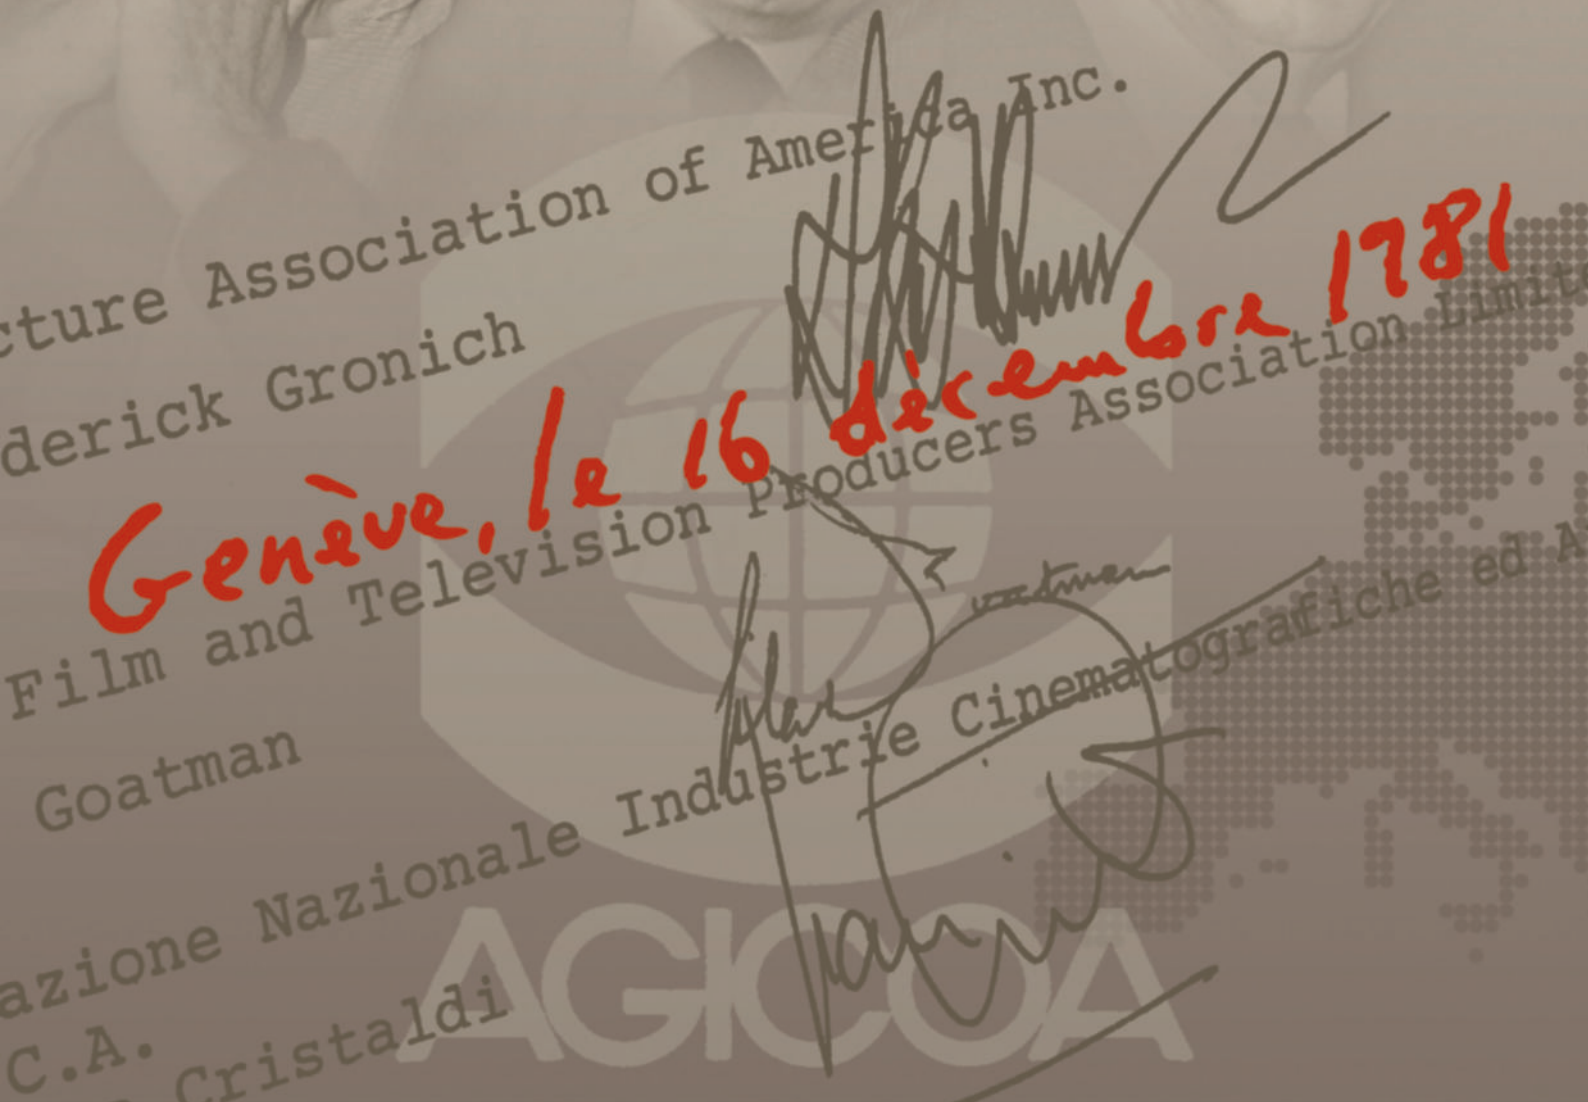 cture Association of America Inc.
derick Gronich
Genève, le 16 décembre 1981
Film and Television Producers Association Limit
Goatman
azione Nazionale Industrie Cinematografiche ed A
C.A.
Cristaldi
AGICOA